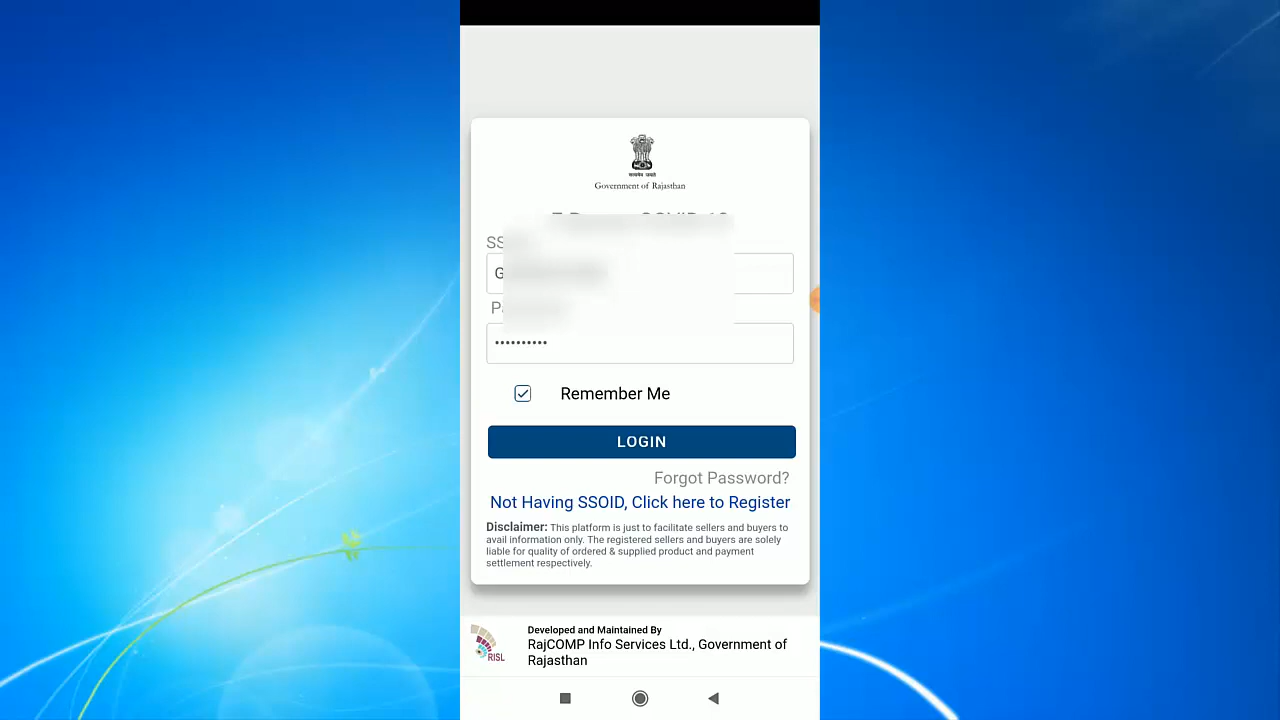 सत्यमेव जयते
Government of Rajasthan
COVID-19
••••••••••
Remember Me
LOGIN
Forgot Password?
Not Having SSOID, Click here to Register
Disclaimer: This platform is just to facilitate sellers and buyers to
avail information only. The registered sellers and buyers are solely
liable for quality of ordered & supplied product and payment
settlement respectively.
Developed and Maintained By
RISL
RajCOMP Info Services Ltd., Government of
Rajasthan